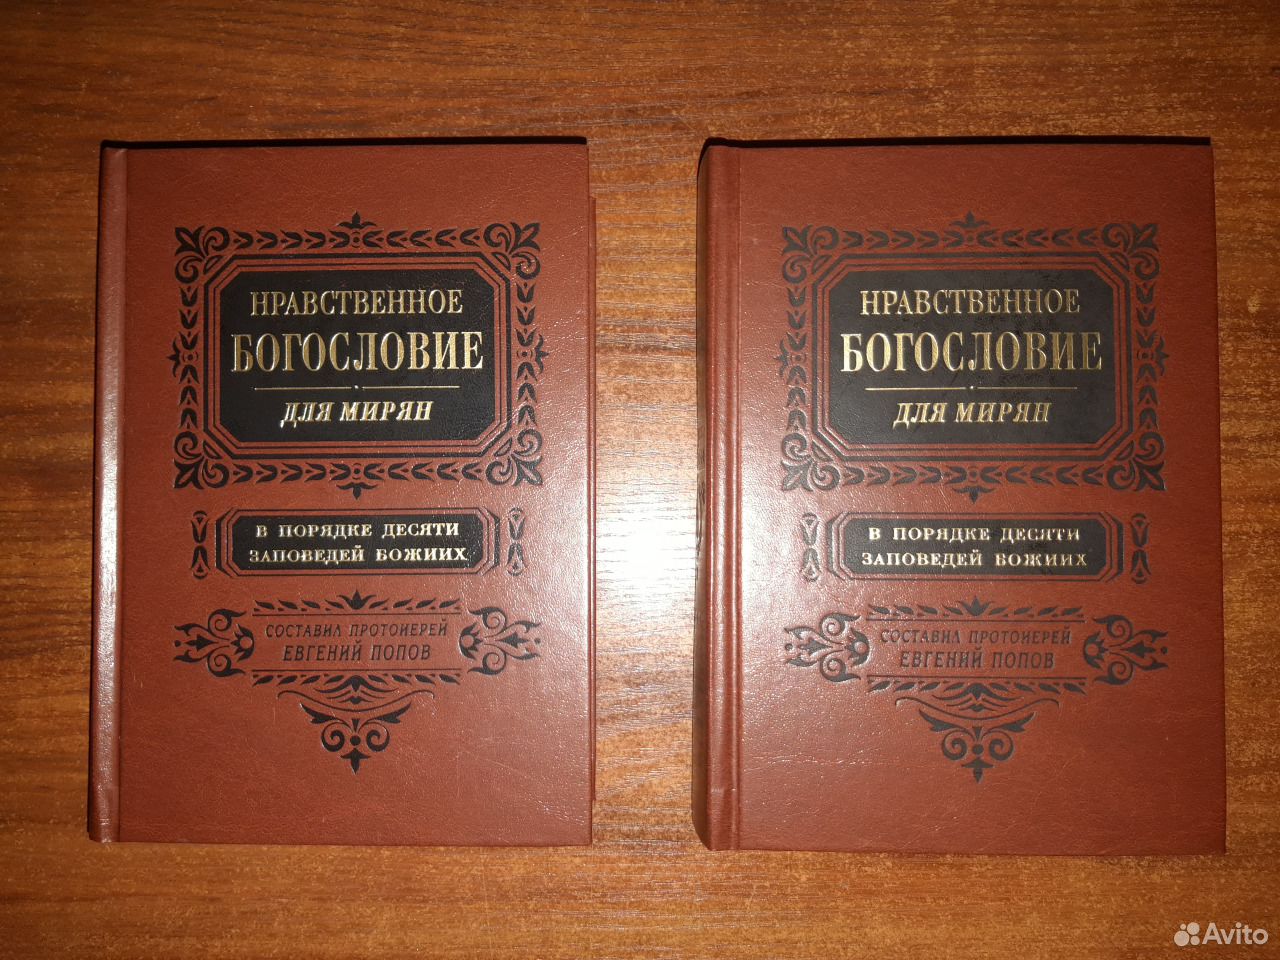 НРАВСТВЕННОЕ
БОГОСЛОВИЕ
ДЛЯ МИРЯН
В ПОРЯДКЕ ДЕСЯТИ
ЗАПОВЕДЕЙ БОЖИИХ
СОСТАВИЛ ПРОТОИЕРЕЙ
ЕВГЕНИЙ ПОПОВ
НРАВСТВЕННОЕ
БОГОСЛОВИЕ
ДЛЯ МИРЯН
В ПОРЯДКЕ ДЕСЯТИ
ЗАПОВЕДЕЙ БОЖИИХ
СОСТАВИЛ ПРОТОИЕРЕЙ
ЕВГЕНИЙ ПОПОВ
Avito